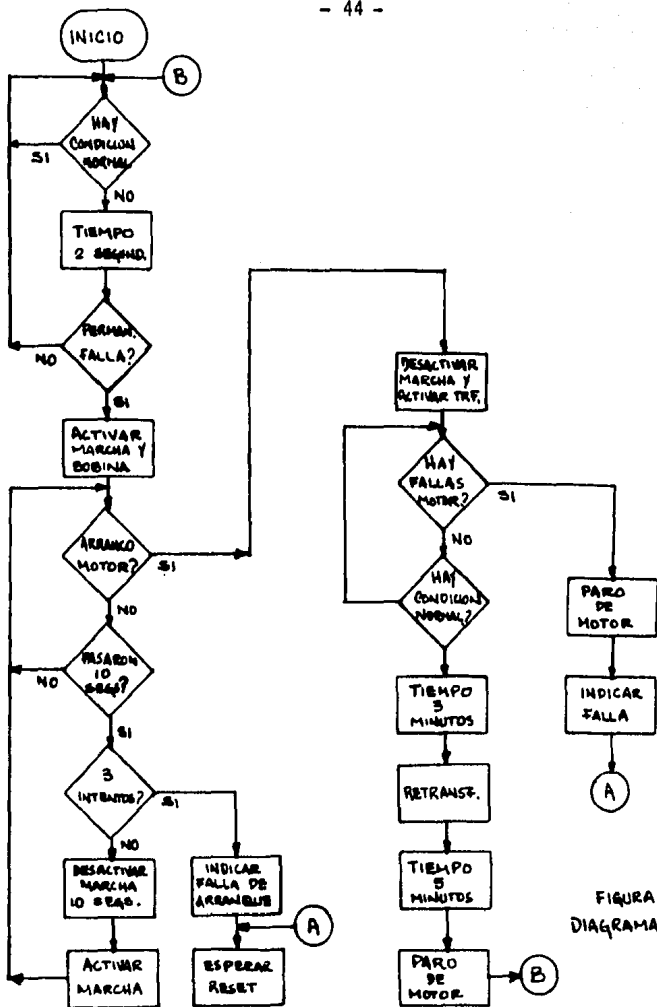 - 44 -
INICIO
B
HAY
CONDICION
NORMAL
SI
NO
TIEMPO
2 SEGUND.
PERMAN.
FALLA?
NO
SI
ACTIVAR
MARCHA Y
BOBINA
ARRANCO
MOTOR?
SI
NO
PASARON
10
SEGS?
NO
SI
3
INTENTOS?
SI
NO
DESACTIVAR
MARCHA
10 SEGS.
ACTIVAR
MARCHA
INDICAR
FALLA DE
ARRANQUE
A
ESPERAR
RESET
DESACTIVAR
MARCHA Y
ACTIVAR TRF.
HAY
FALLAS
MOTOR?
SI
NO
HAY
CONDICION
NORMAL?
TIEMPO
MINUTOS
RETRANSF.
TIEMPO
5
MINUTOS
PARO
DE
MOTOR
B
PARO
DE
MOTOR
INDICAR
FALLA
A
FIGURA
DIAGRAMA